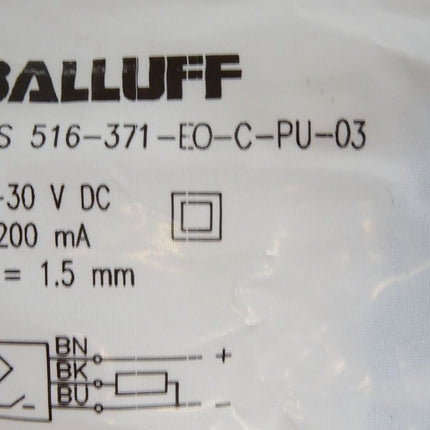 BALLUFF
S 516-371-EO-C-PU-03
-30 V DC
200 mA
= 1.5 mm
BN +
BK
BU -